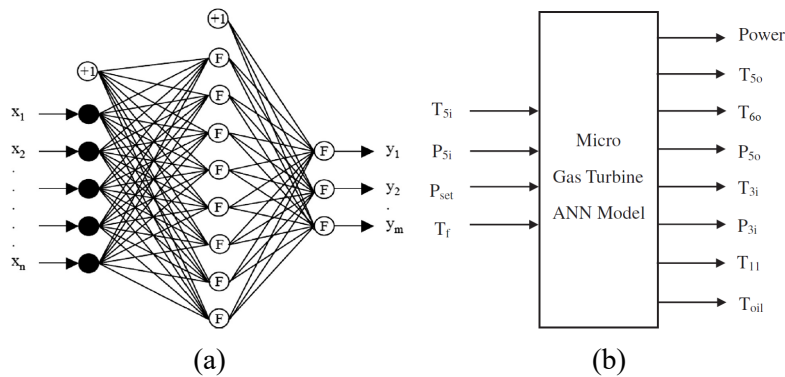 +1
+1
x1
x2
.
.
.
.
xn
F
F
F
F
F
F
F
F
F
F
F
y1
y2
.
ym
(a)
T5i
P5i
Pset
Tf
Micro
Gas Turbine
ANN Model
Power
T5o
T6o
P5o
T3i
P3i
T11
Toil
(b)